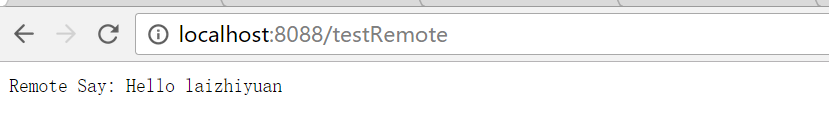 localhost:8088/testRemote
Remote Say: Hello laizhiyuan